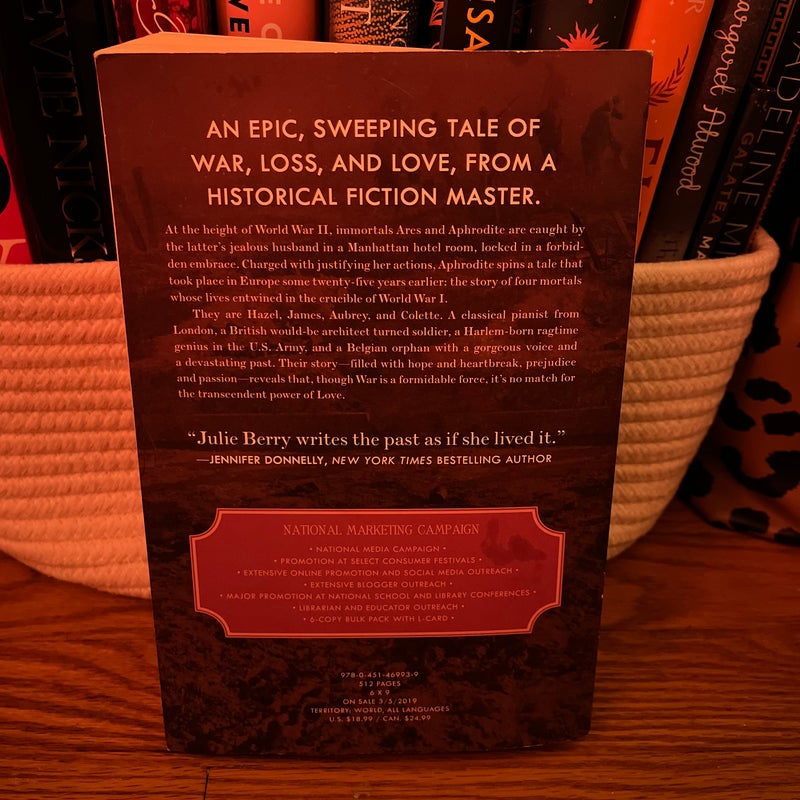 AN EPIC, SWEEPING TALE OF
WAR, LOSS, AND LOVE, FROM A
HISTORICAL FICTION MASTER.
At the height of World War II, immortals Ares and Aphrodite are caught by
the latter's jealous husband in a Manhattan hotel room, locked in a forbid-
den embrace. Charged with justifying her actions, Aphrodite spins a tale that
took place in Europe some twenty-five years earlier: the story of four mortals
whose lives entwined in the crucible of World War I.
They are Hazel, James, Aubrey, and Colette. A classical pianist from
London, a British would-be architect turned soldier, a Harlem-born ragtime
genius in the U.S. Army, and a Belgian orphan with a gorgeous voice and
a devastating past. Their story—filled with hope and heartbreak, prejudice
and passion—reveals that, though War is a formidable force, it's no match for
the transcendent power of Love.
"Julie Berry writes the past as if she lived it."
—JENNIFER DONNELLY, NEW YORK TIMES BESTELLING AUTHOR
NATIONAL MARKETING CAMPAIGN
• NATIONAL MEDIA CAMPAIGN •
• PROMOTION AT SELECT CONSUMER FESTIVALS •
• EXTENSIVE ONLINE PROMOTION AND SOCIAL MEDIA OUTREACH •
• EXTENSIVE BLOGGER OUTREACH •
• MAJOR PROMOTION AT NATIONAL SCHOOL AND LIBRARY CONFERENCES •
• LIBRARIAN AND EDUCATOR OUTREACH •
• 6-COPY BULK PACK WITH L-CARD •
978-0-451-46993-9
512 PAGES
6 X 9
ON SALE 3/5/2019
TERRITORY: WORLD, ALL LANGUAGES
U.S. $18.99 / CAN. $24.99
EVIE NICKS
Margaret Atwood
GALATEA